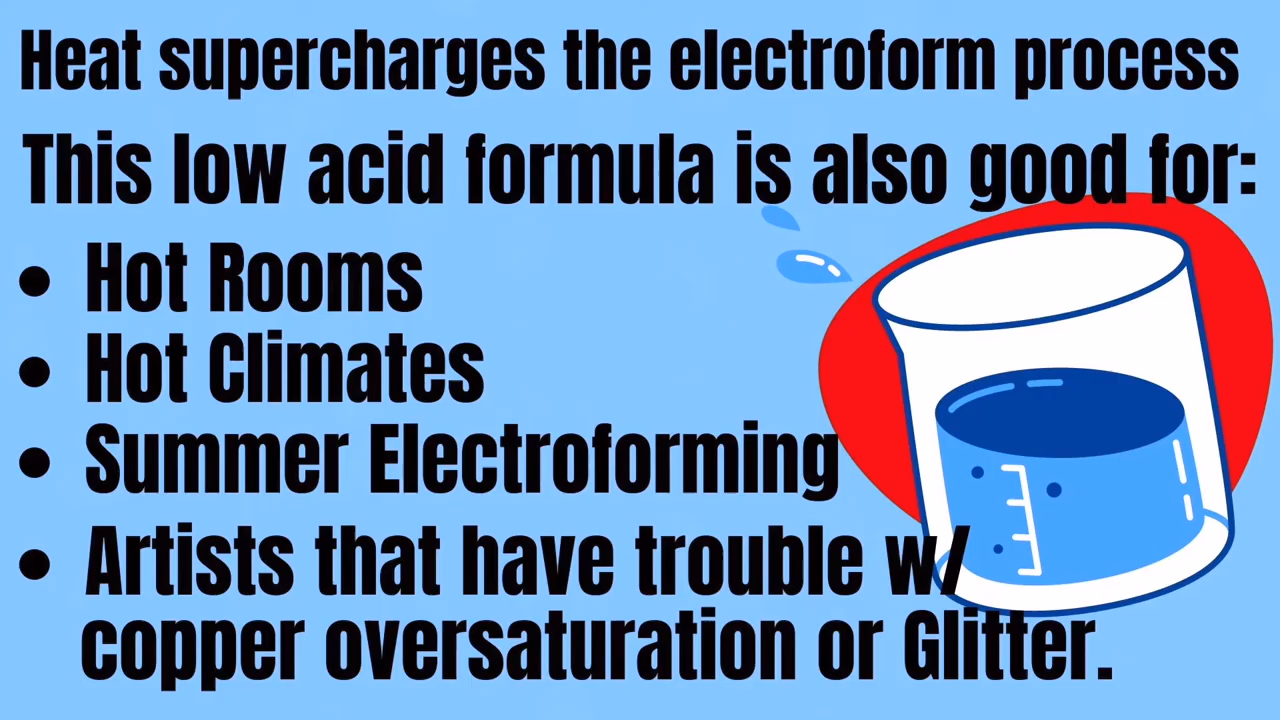 Heat supercharges the electroform process
This low acid formula is also good for:
• Hot Rooms
• Hot Climates
• Summer Electroforming
• Artists that have trouble w/
copper oversaturation or Glitter.